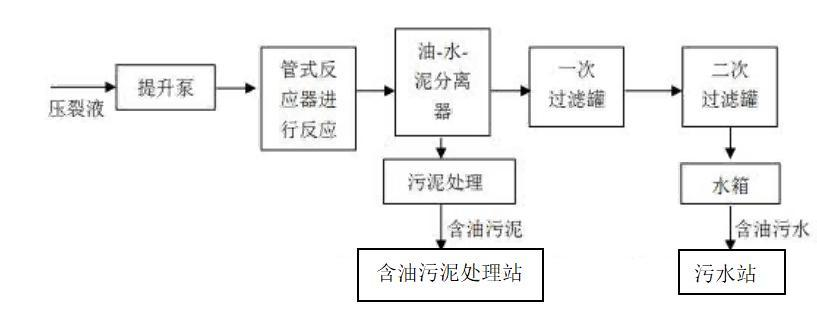 压裂液
提升泵
管式反
应器进
行反应
油-水-
泥分离
器
一次
过滤罐
二次
过滤罐
污泥处理
水箱
含油污泥
含油污水
含油污泥处理站
污水站